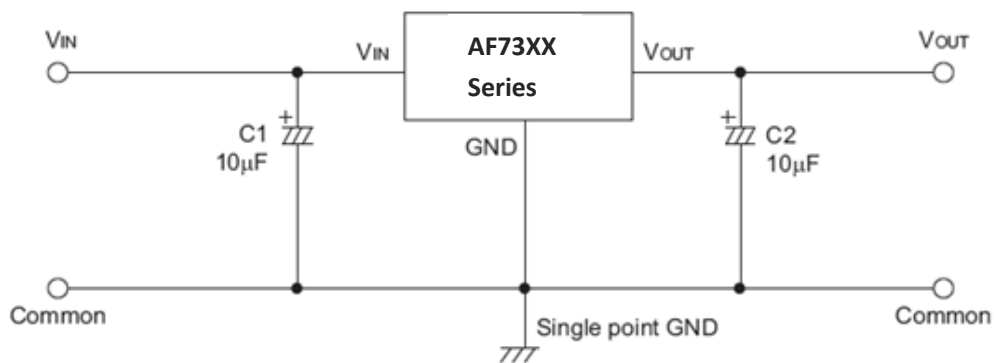 VIN
VIN
AF73XX
Series
VOUT
VOUT
+
C1
10μF
GND
+
C2
10μF
Common
Single point GND
Common